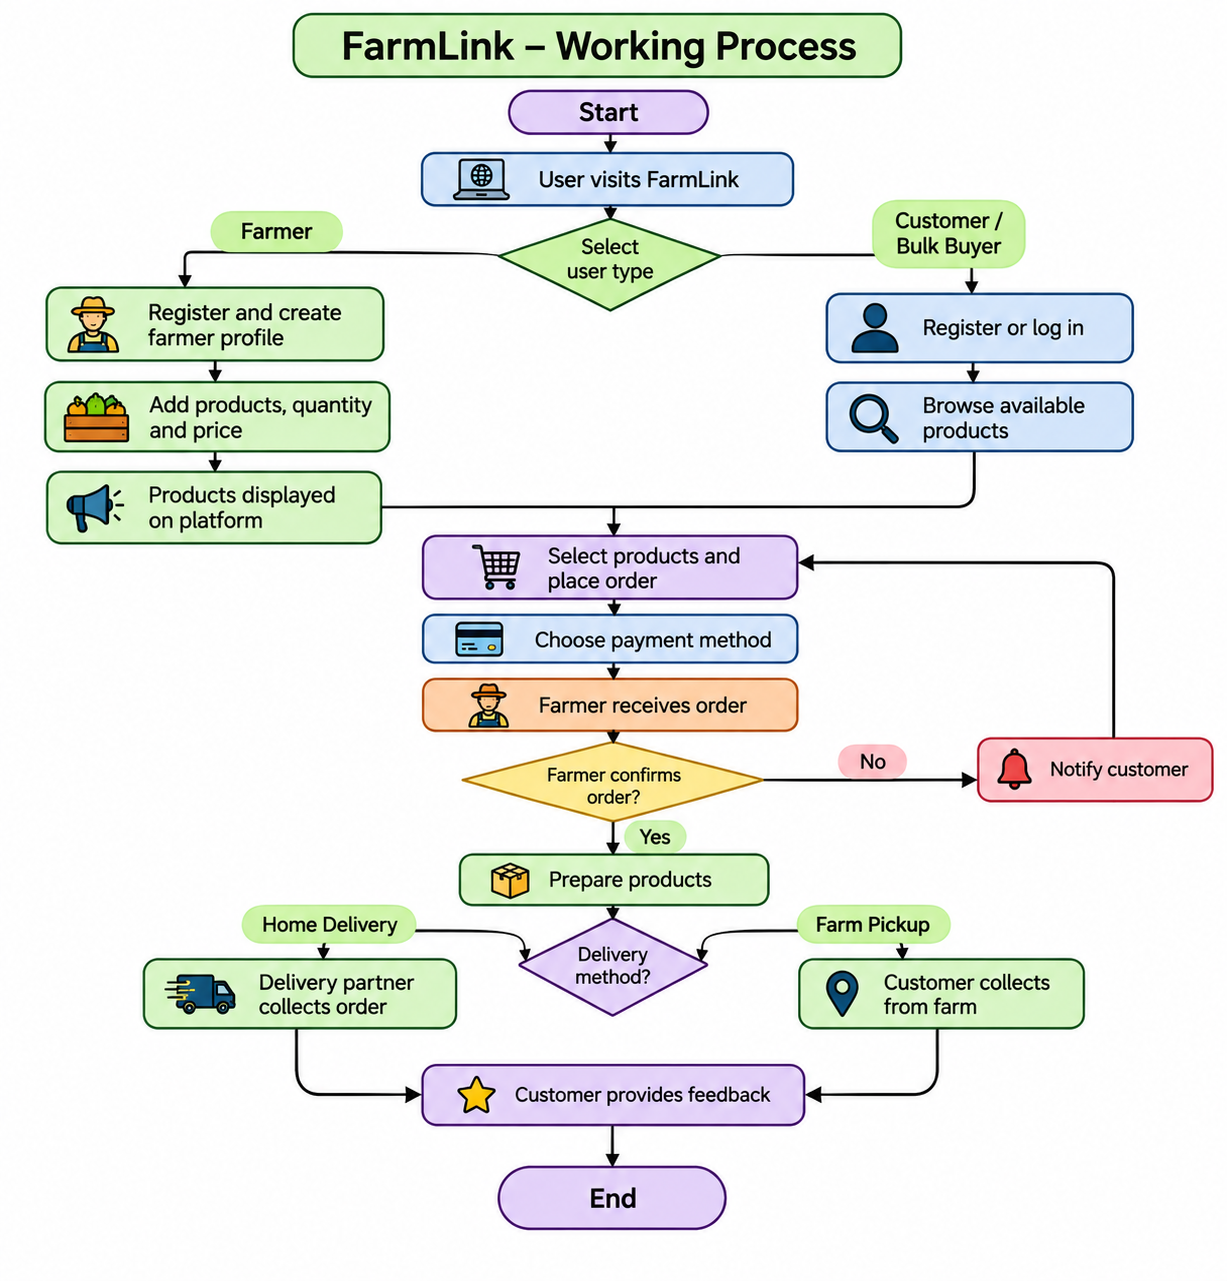 FarmLink – Working Process
Start
User visits FarmLink
Select
user type
Farmer
Customer /
Bulk Buyer
Register and create
farmer profile
Register or log in
Add products, quantity
and price
Browse available
products
Products displayed
on platform
Select products and
place order
Choose payment method
Farmer receives order
Farmer confirms
order?
No
Notify customer
Yes
Prepare products
Home Delivery
Delivery
method?
Farm Pickup
Delivery partner
collects order
Customer collects
from farm
Customer provides feedback
End